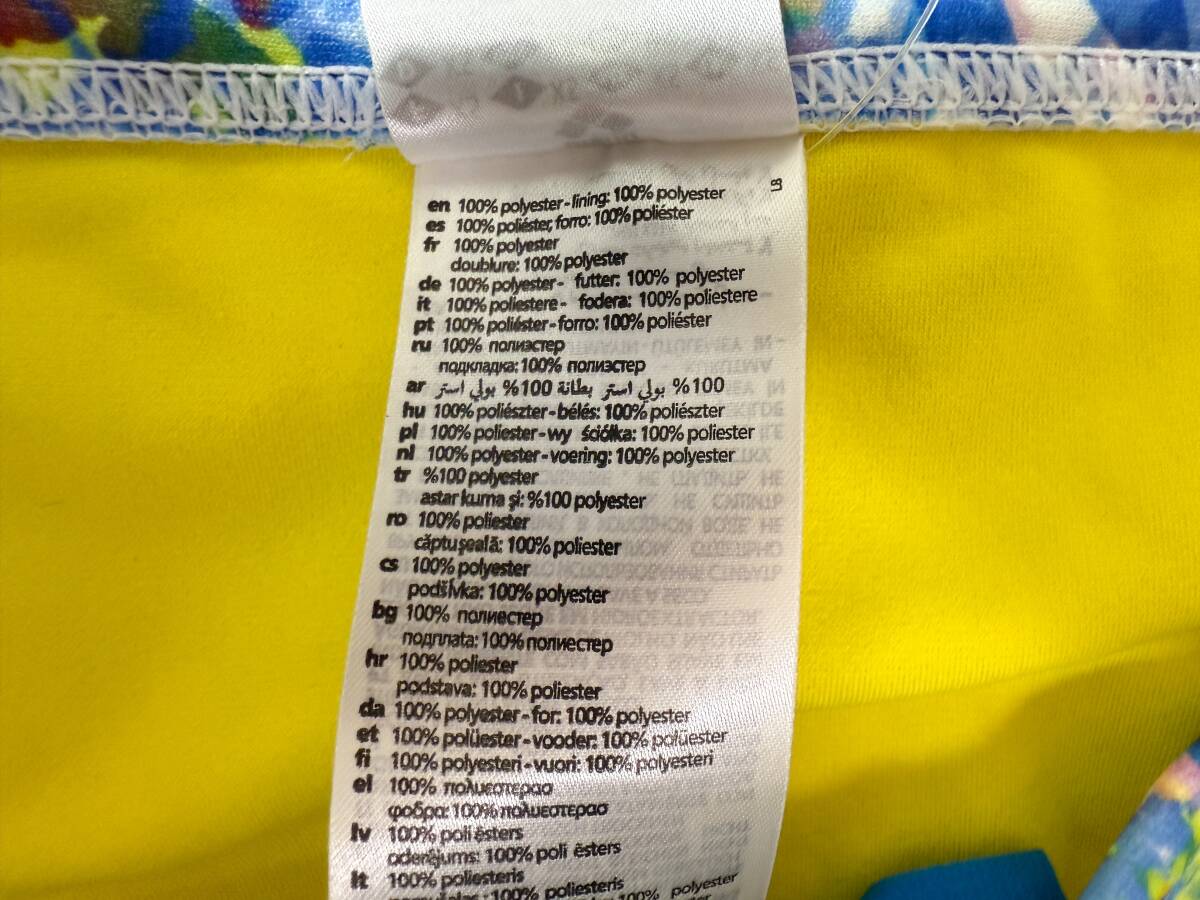 en 100% polyester - lining: 100% polyester
es 100% poliéster, forro: 100% poliéster
fr 100% polyester
doublure: 100% polyester
de 100% polyester - futter: 100% polyester
it 100% poliestere - fodera: 100% poliestere
pt 100% poliéster - forro: 100% poliéster
ru 100% полиэстер
подкладка: 100% полиэстер
ar 100% بولي استر بطانة 100% بولي استر
hu 100% poliészter - bélés: 100% poliészter
pl 100% poliester - wy ściółka: 100% poliester
nl 100% polyester - voering: 100% polyester
tr %100 polyester
astar kuma şi: %100 polyester
ro 100% poliester
căptuşeală: 100% poliester
cs 100% polyester
podšívka: 100% polyester
bg 100% полиестер
подплата: 100% полиестер
hr 100% poliester
podstava: 100% poliester
da 100% polyester - for: 100% polyester
et 100% polüester - vooder: 100% polüester
fi 100% polyesteri - vuori: 100% polyesteri
el 100% πολυεστερασ
φοδρα: 100% πολυεστερασ
lv 100% poli ēsters
oderējums: 100% poli ēsters
lt 100% poliesteris
100% poliesteris
100% polyester